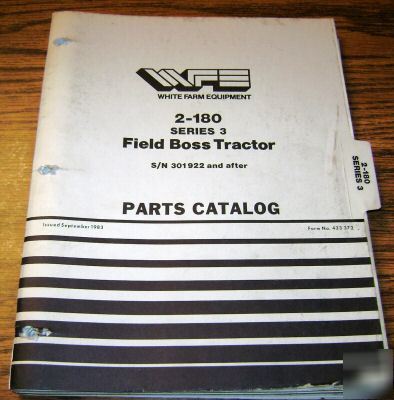 WFE
WHITE FARM EQUIPMENT
2-180
SERIES 3
Field Boss Tractor
S/N 301922 and after
2-180
SERIES 3
PARTS CATALOG
Issued September 1983
Form No. 433 373